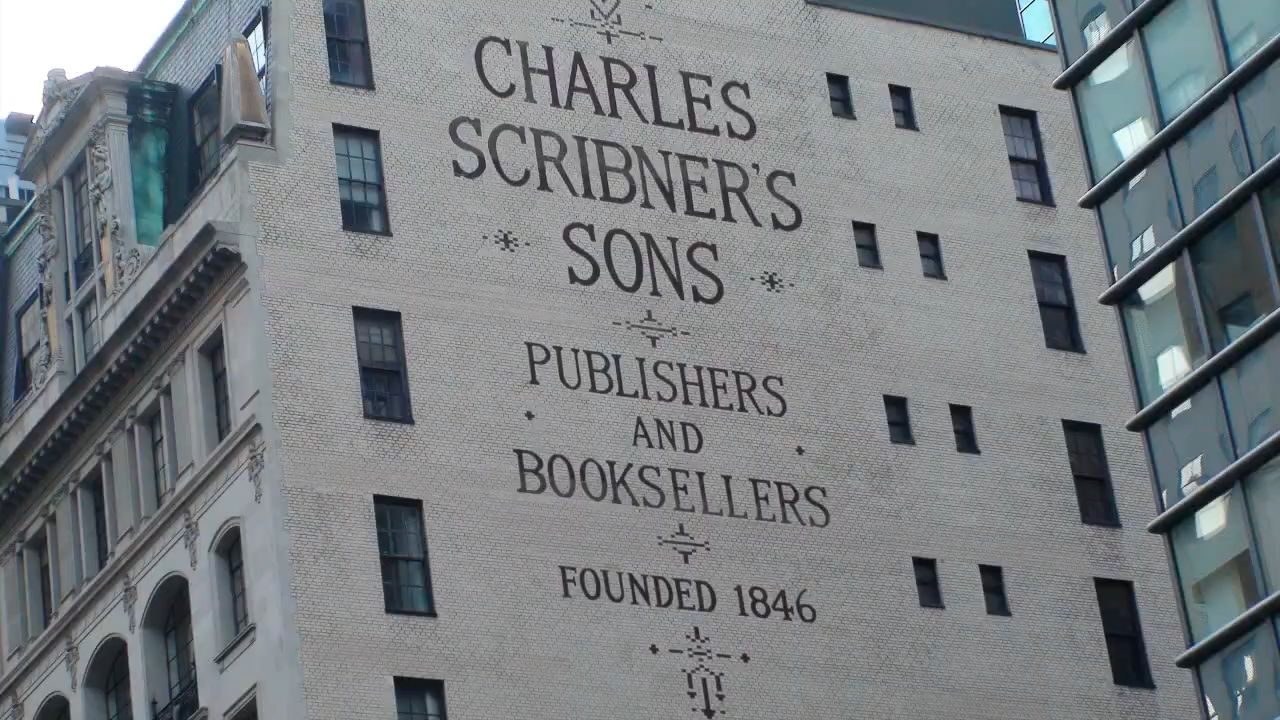 CHARLES
SCRIBNER'S
SONS
PUBLISHERS
AND
BOOKSELLERS
FOUNDED 1846